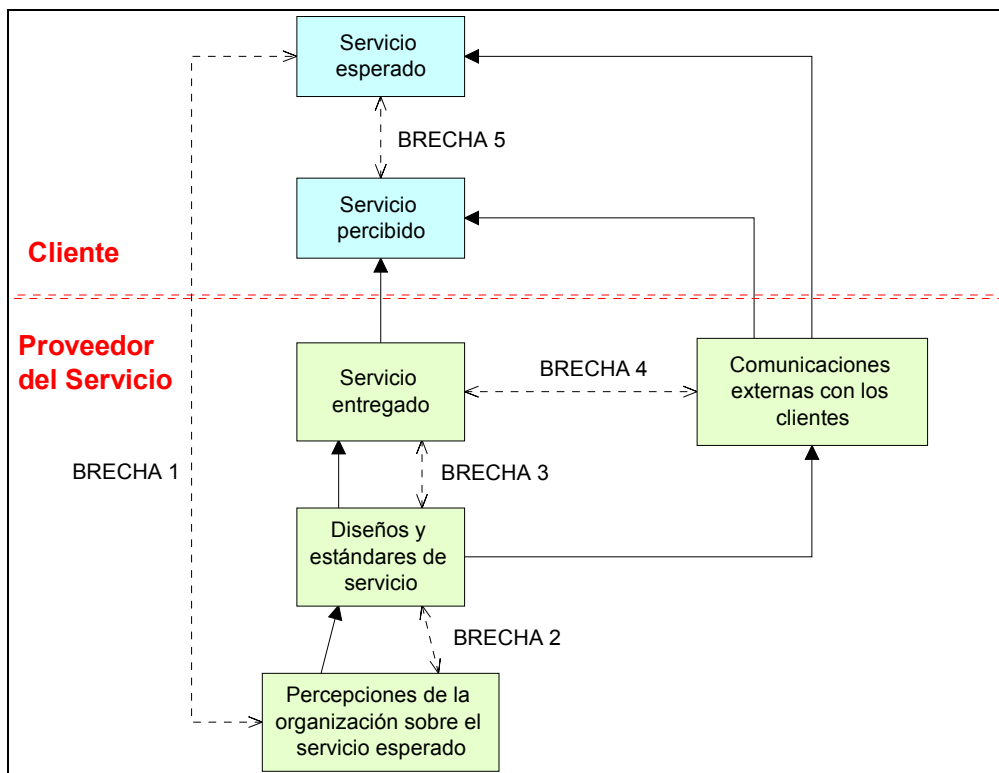 Servicio
esperado
BRECHA 5
Servicio
percibido
Cliente
Proveedor
del Servicio
Servicio
entregado
BRECHA 4
Comunicaciones
externas con los
clientes
BRECHA 1
BRECHA 3
Diseños y
estándares de
servicio
BRECHA 2
Percepciones de la
organización sobre el
servicio esperado